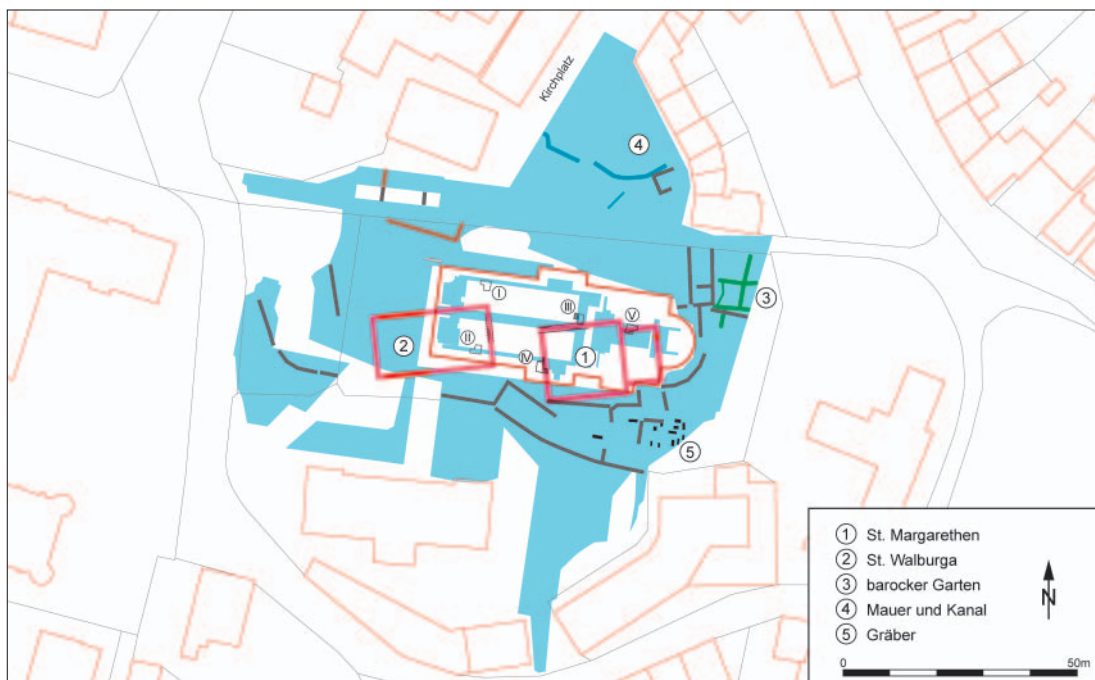 Kirchplatz
④
③
Ⅰ
Ⅲ
Ⅴ
②
Ⅱ
Ⅳ
①
⑤
① St. Margarethen
② St. Walburga
③ barocker Garten
④ Mauer und Kanal
⑤ Gräber
N
0 50m